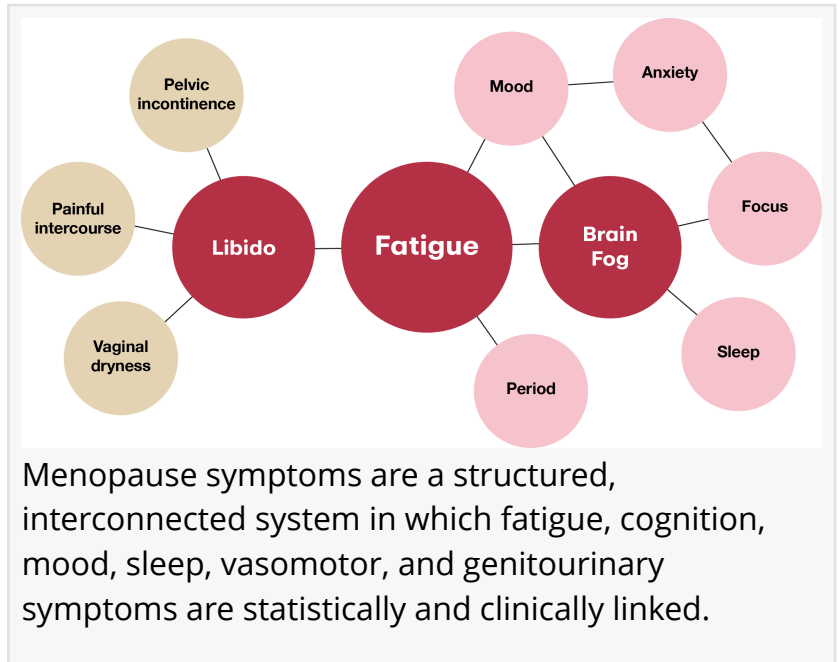 Pelvic
incontinence
Mood
Anxiety
Painful
intercourse
Libido
Fatigue
Brain
Fog
Focus
Vaginal
dryness
Period
Sleep
Menopause symptoms are a structured,
interconnected system in which fatigue, cognition,
mood, sleep, vasomotor, and genitourinary
symptoms are statistically and clinically linked.